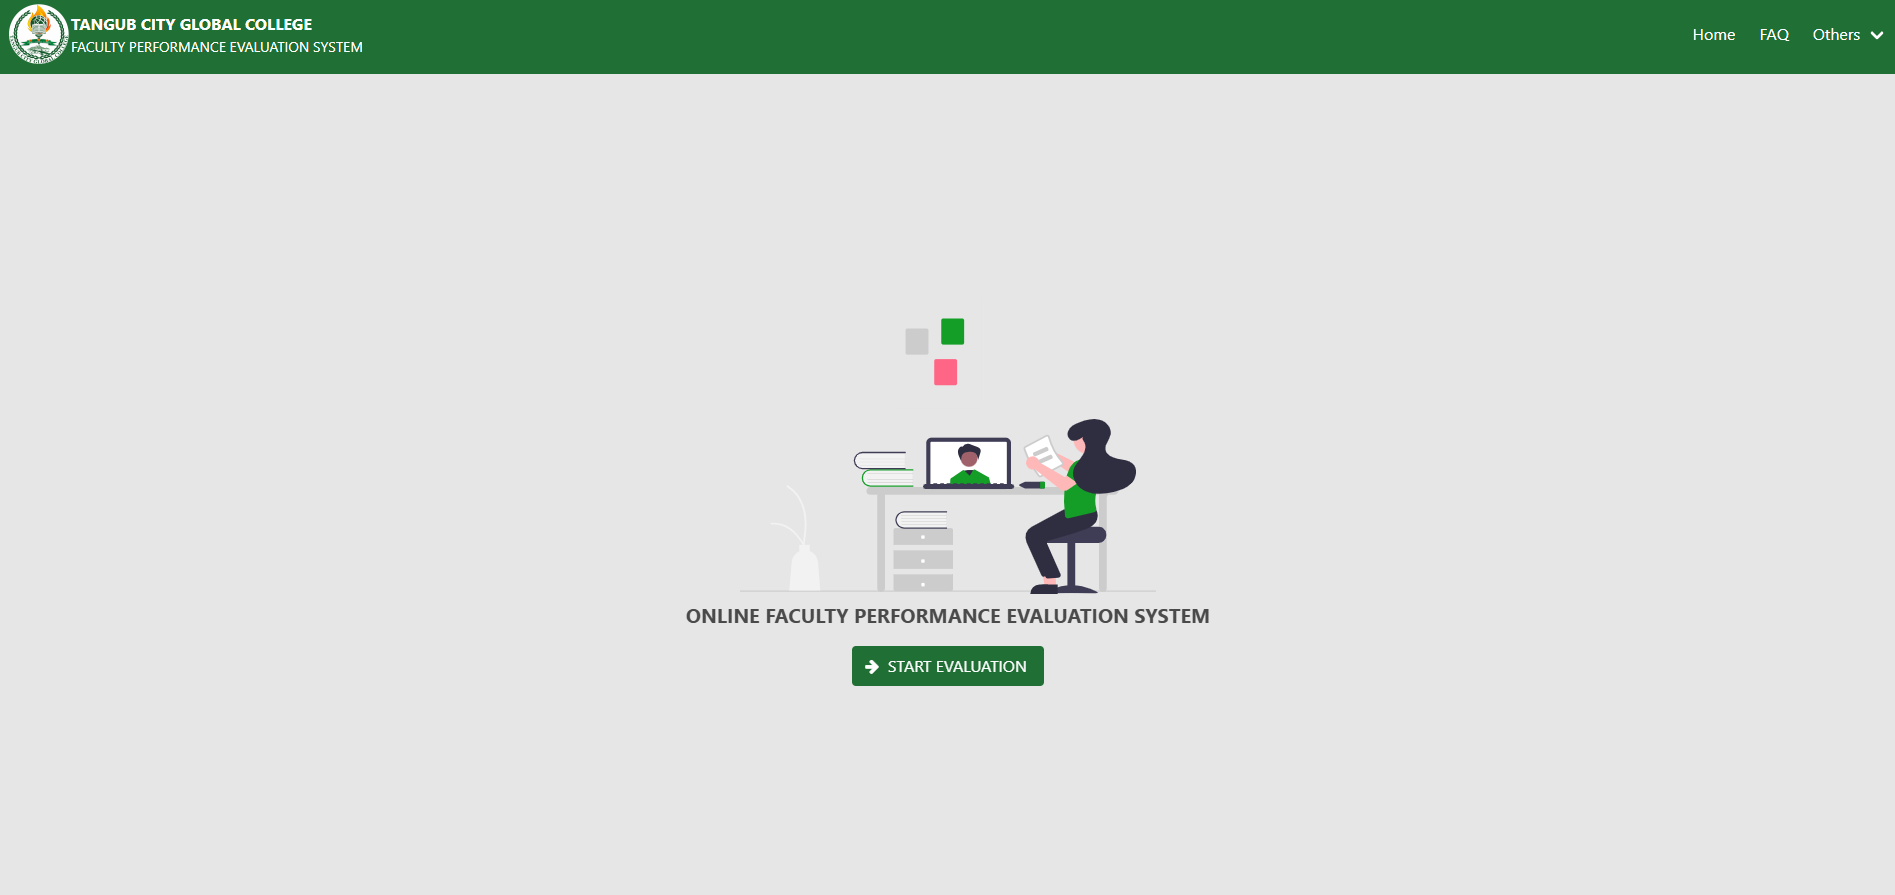 TANGUB CITY GLOBAL COLLEGE
FACULTY PERFORMANCE EVALUATION SYSTEM
Home FAQ Others
ONLINE FACULTY PERFORMANCE EVALUATION SYSTEM
START EVALUATION